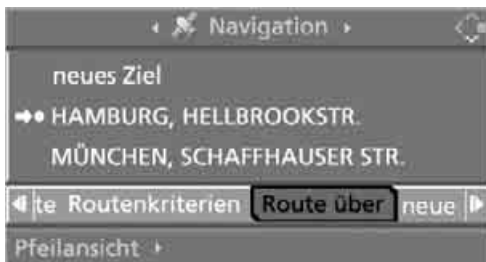 Navigation
neues Ziel
HAMBURG, HELLBROOKSTR.
MÜNCHEN, SCHAFFHAUSER STR.
te Routenkriterien Route über neue
Pfeilansicht